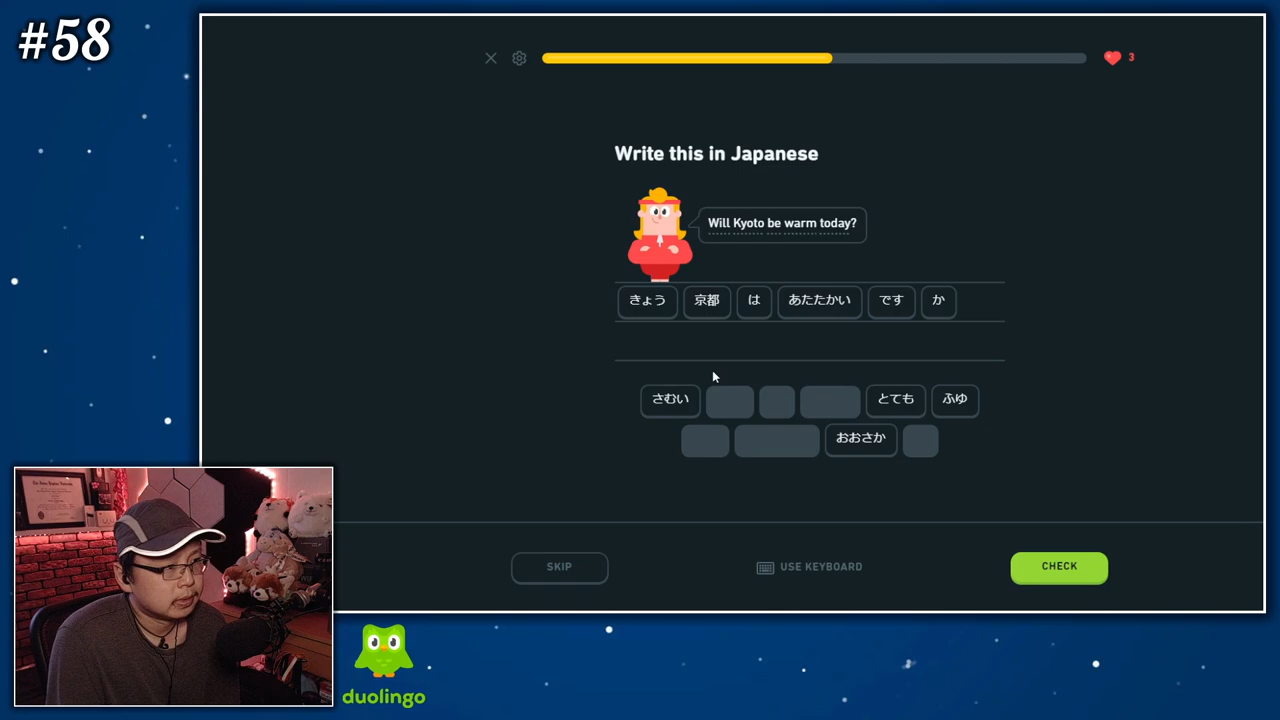 #58
3
Write this in Japanese
Will Kyoto be warm today?
きょう 京都 は あたたかい です か
さむい とても ふゆ
おおさか
SKIP USE KEYBOARD CHECK
duolingo